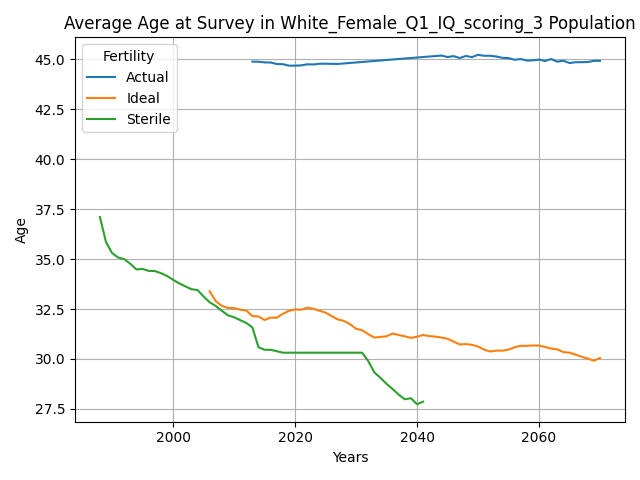 Average Age at Survey in White_Female_Q1_IQ_scoring_3 Population
Fertility
Actual
Ideal
Sterile
Age
45.0
42.5
40.0
37.5
35.0
32.5
30.0
27.5
2000
2020
2040
2060
Years